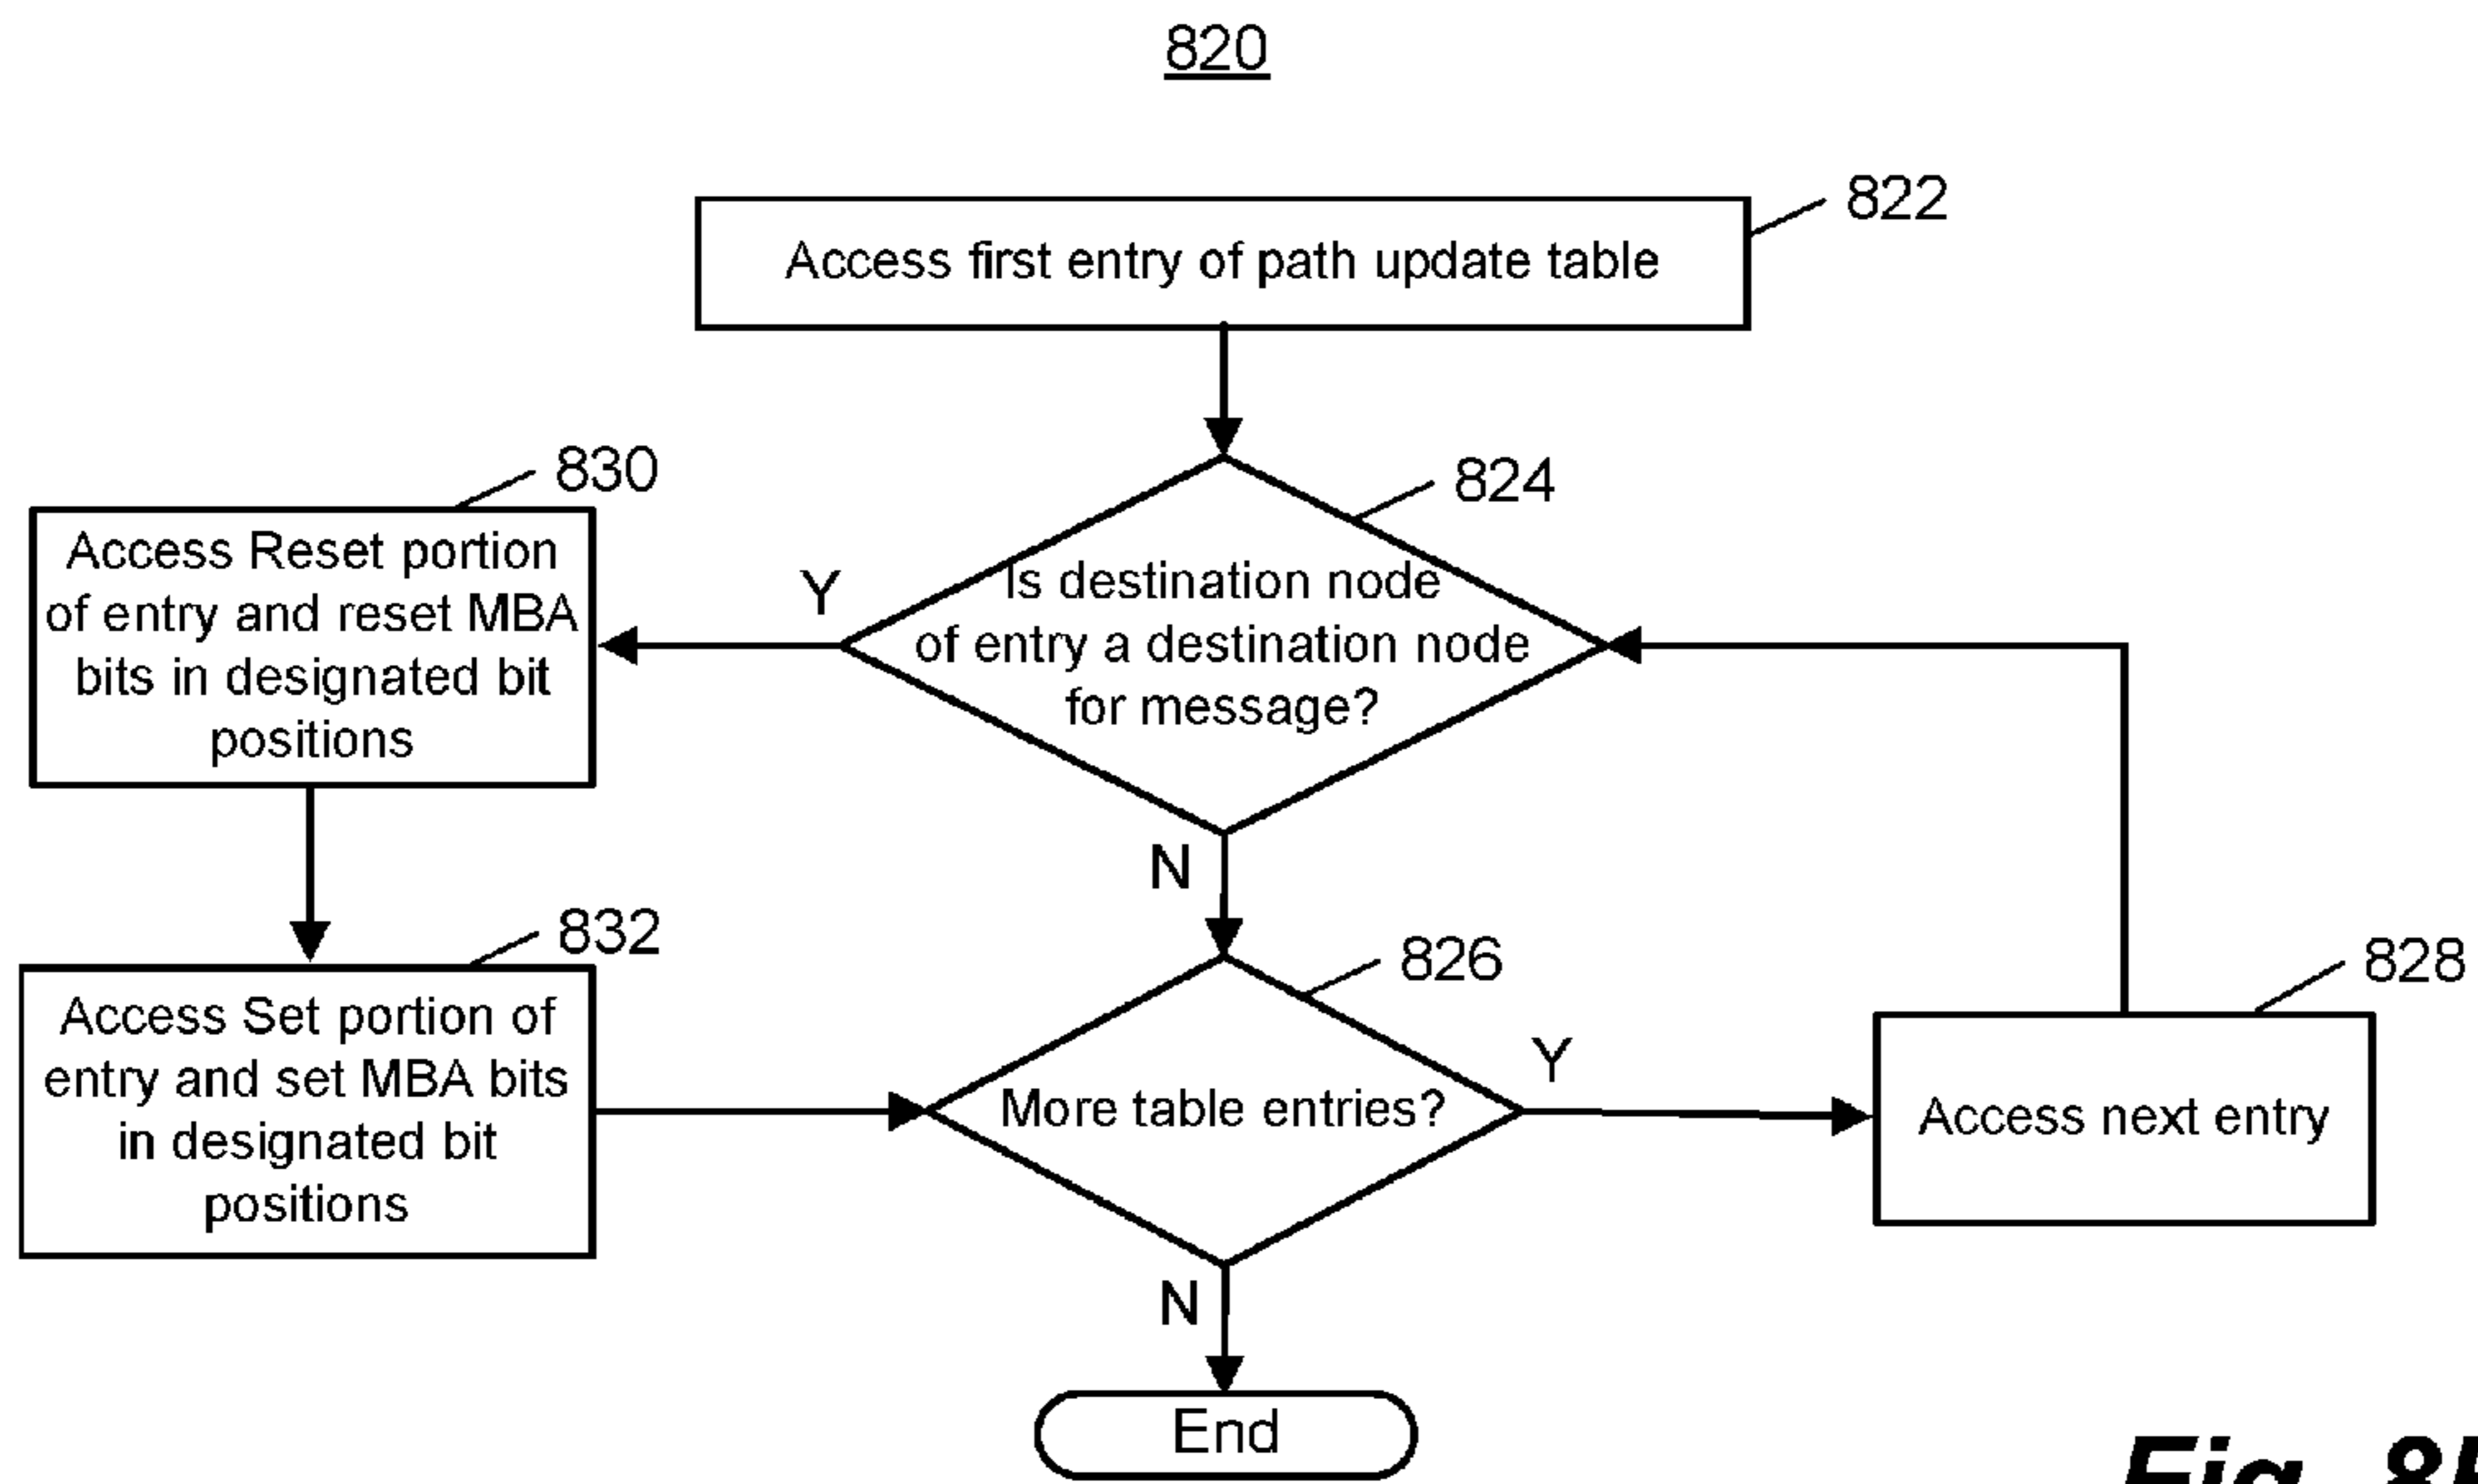 820
822
Access first entry of path update table
830
824
Access Reset portion
of entry and reset MBA
bits in designated bit
positions
Y
Is destination node
of entry a destination node
for message?
N
832
826
828
Access Set portion of
entry and set MBA bits
in designated bit
positions
More table entries?
Y
Access next entry
N
End